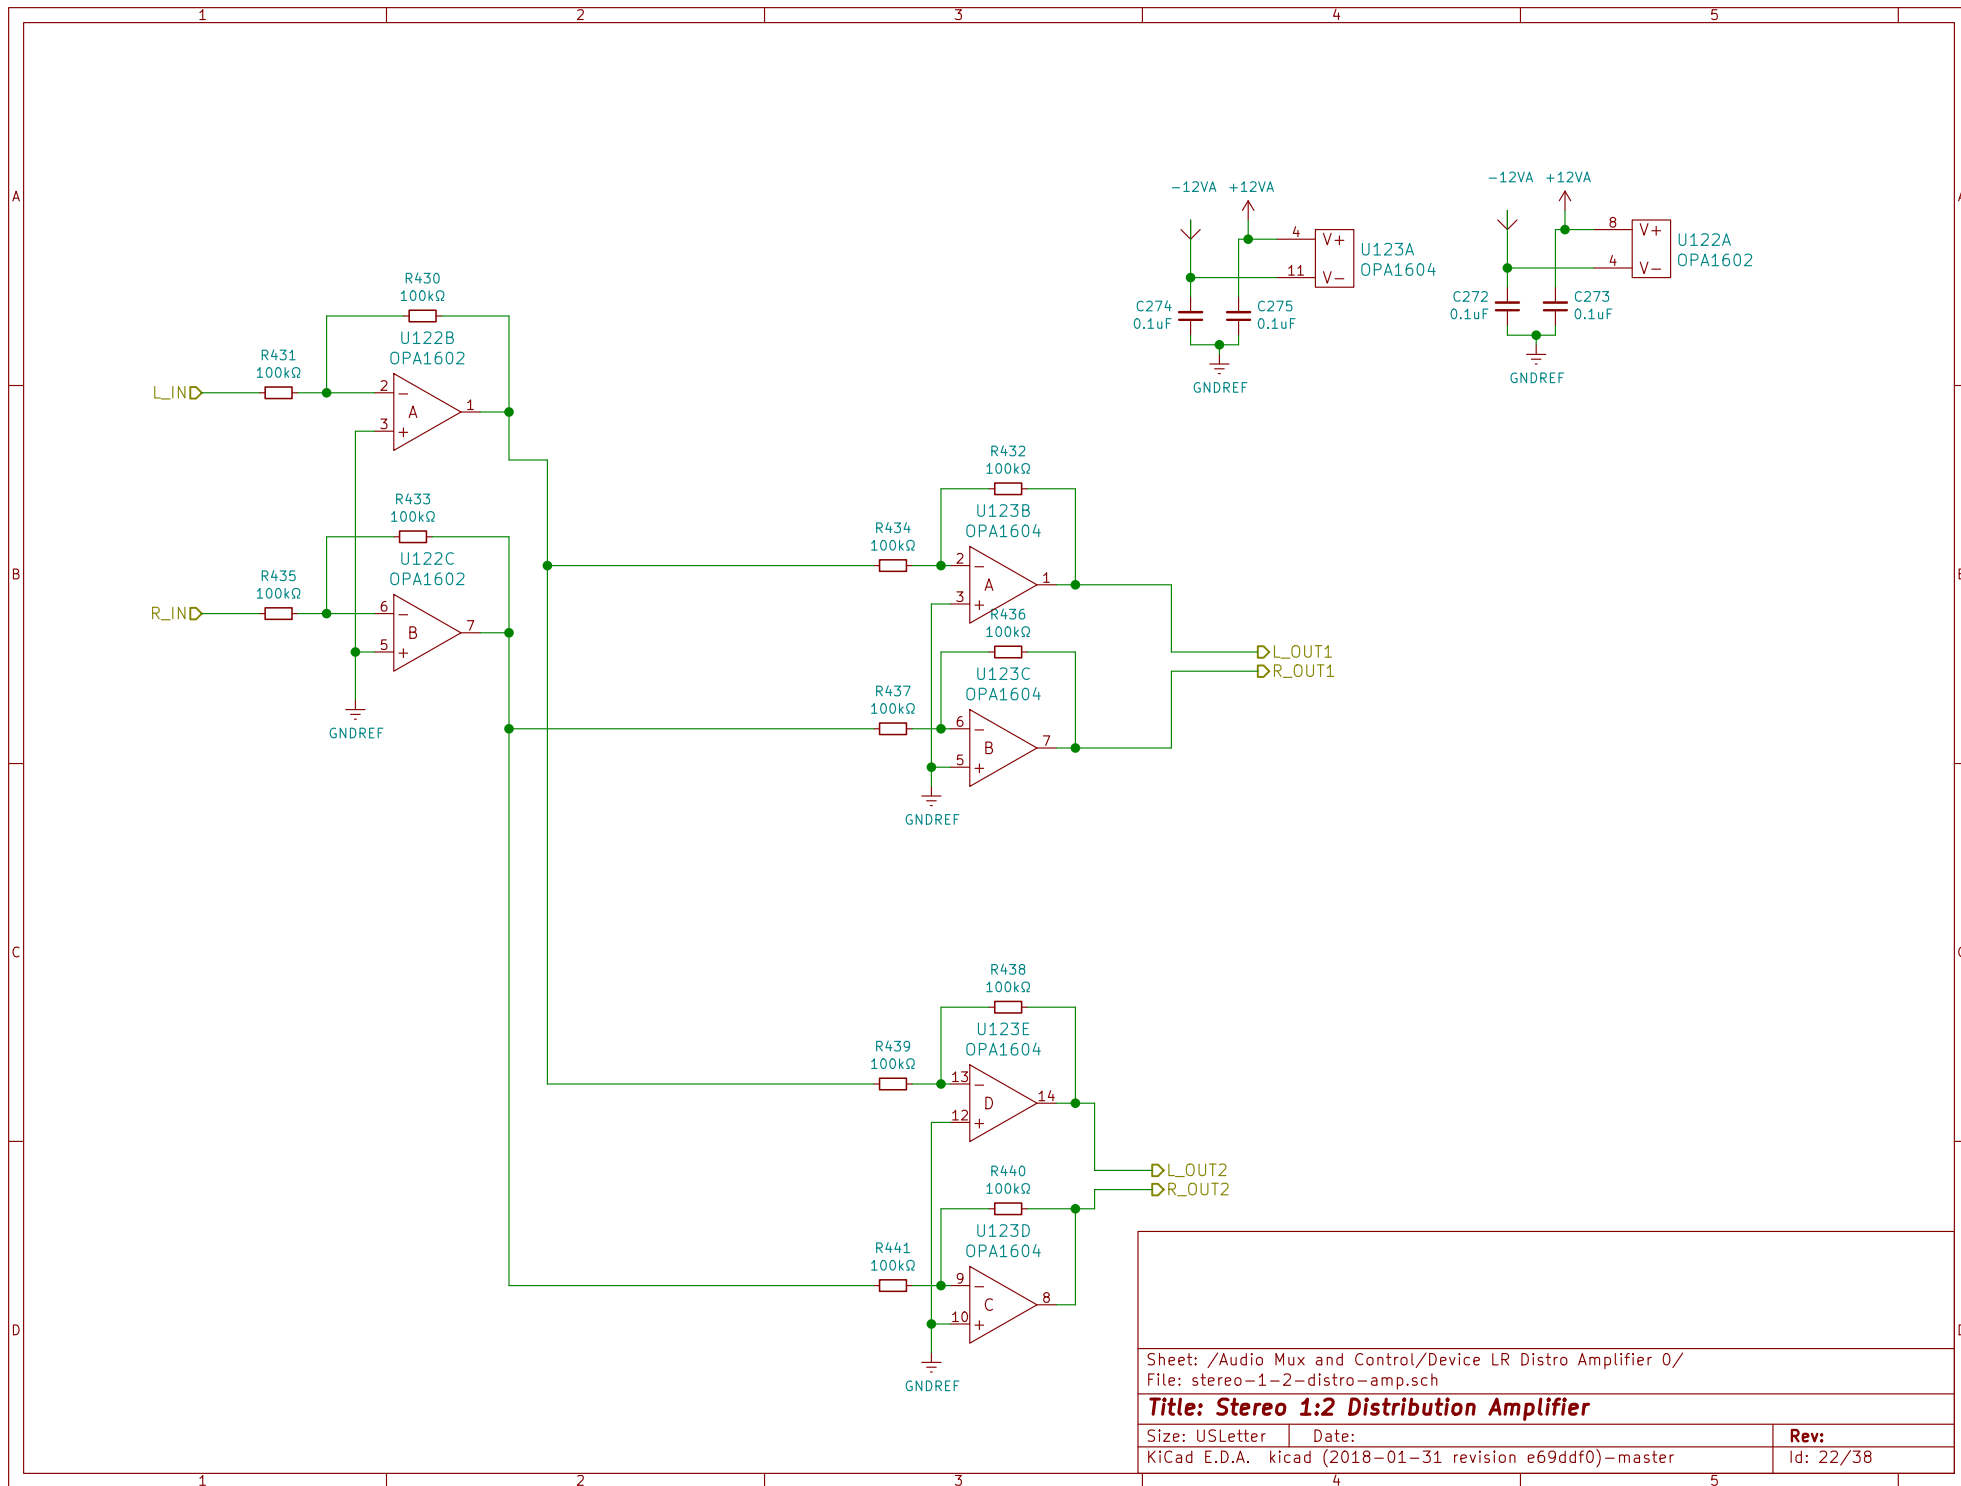 1 2 3 4 5
A
B
C
D
-12VA +12VA
4 V+
11 V-
U123A
OPA1604
C274
0.1uF
C275
0.1uF
GNDREF
-12VA +12VA
8 V+
4 V-
U122A
OPA1602
C272
0.1uF
C273
0.1uF
GNDREF
R430
100kΩ
U122B
OPA1602
R431
100kΩ
L_IN
2 -
3 +
A
1
R433
100kΩ
U122C
OPA1602
R435
100kΩ
R_IN
6 -
5 +
B
7
GNDREF
R432
100kΩ
U123B
OPA1604
R434
100kΩ
2 -
3 +
A
1
R436
100kΩ
U123C
OPA1604
R437
100kΩ
6 -
5 +
B
7
GNDREF
L_OUT1
R_OUT1
R438
100kΩ
U123E
OPA1604
R439
100kΩ
13 -
12 +
D
14
R440
100kΩ
U123D
OPA1604
R441
100kΩ
9 -
10 +
C
8
GNDREF
L_OUT2
R_OUT2
Sheet: /Audio Mux and Control/Device LR Distro Amplifier 0/
File: stereo-1-2-distro-amp.sch
Title: Stereo 1:2 Distribution Amplifier
Size: USLetter Date: Rev:
KiCad E.D.A. kicad (2018-01-31 revision e69ddf0)-master Id: 22/38
1 2 3 4 5